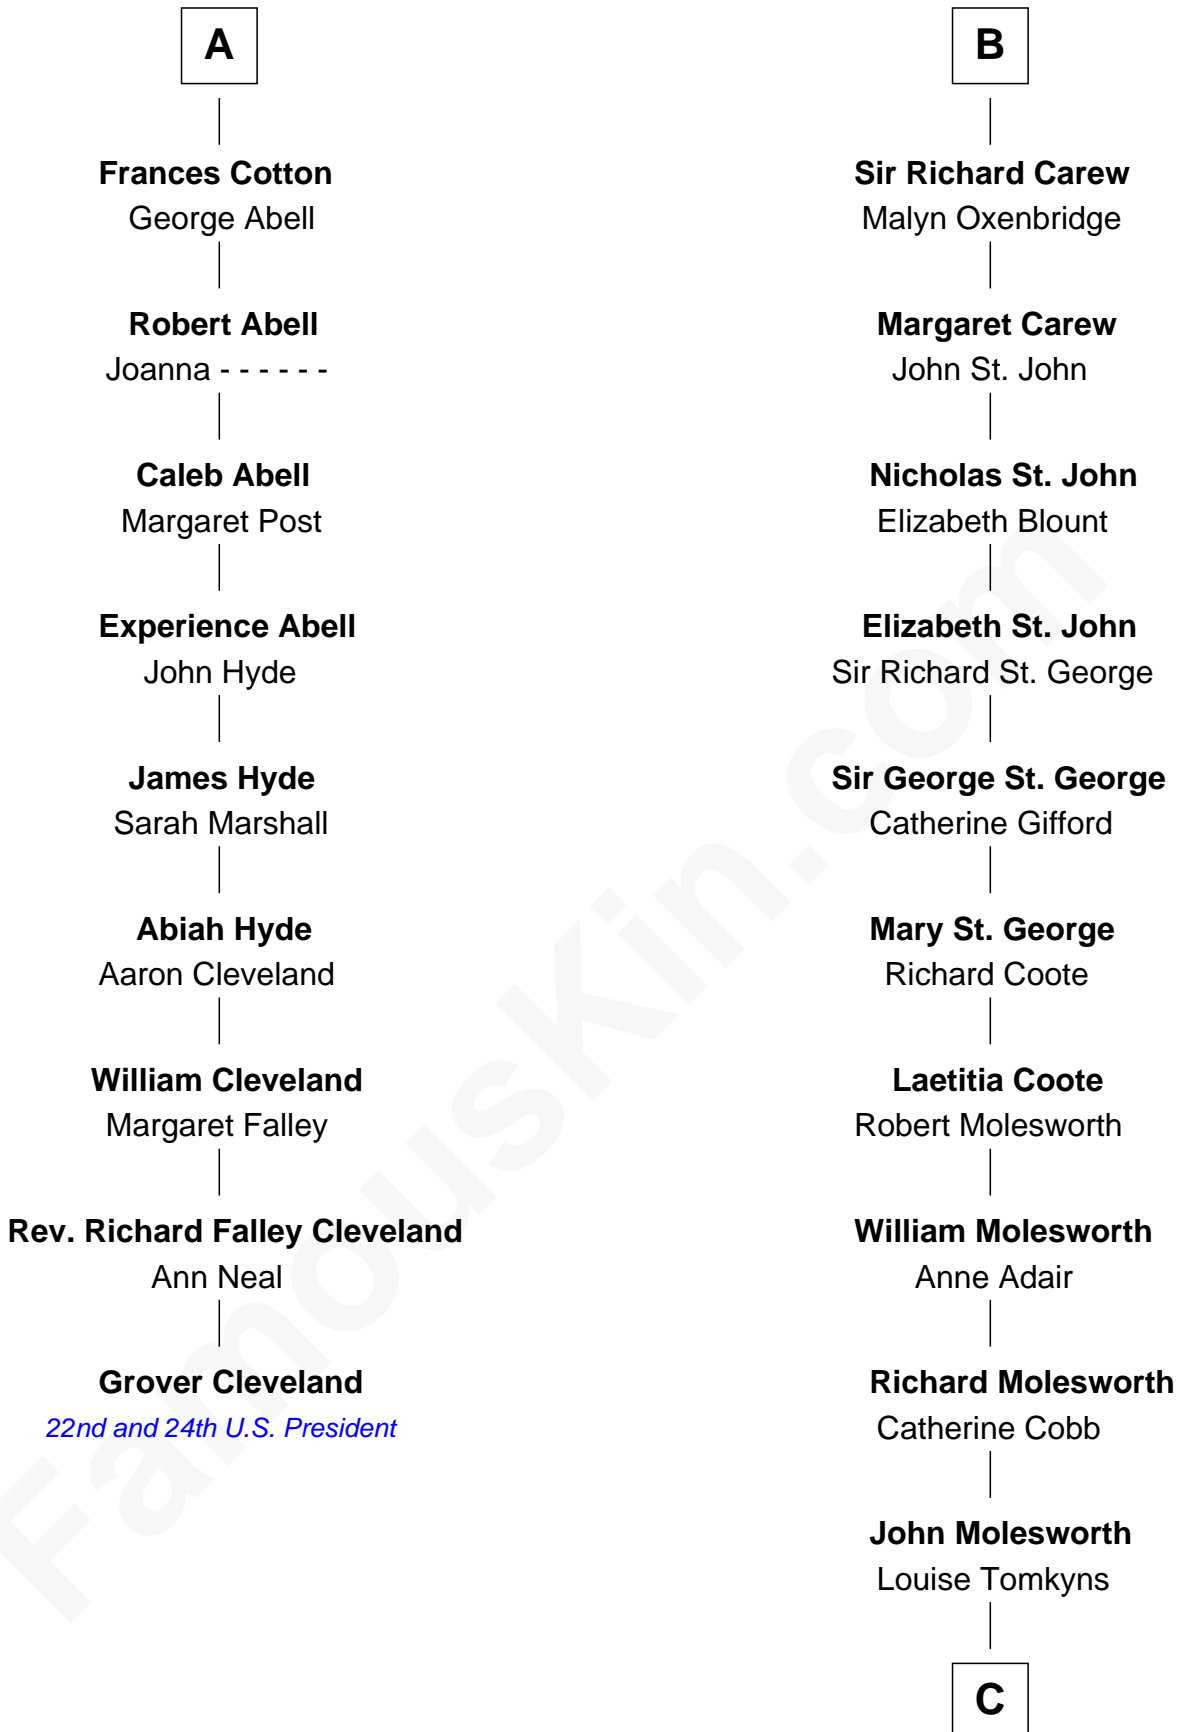 A
Frances Cotton
George Abell
Robert Abell
Joanna - - - - - -
Caleb Abell
Margaret Post
Experience Abell
John Hyde
James Hyde
Sarah Marshall
Abiah Hyde
Aaron Cleveland
William Cleveland
Margaret Falley
Rev. Richard Falley Cleveland
Ann Neal
Grover Cleveland
22nd and 24th U.S. President
B
Sir Richard Carew
Malyn Oxenbridge
Margaret Carew
John St. John
Nicholas St. John
Elizabeth Blount
Elizabeth St. John
Sir Richard St. George
Sir George St. George
Catherine Gifford
Mary St. George
Richard Coote
Laetitia Coote
Robert Molesworth
William Molesworth
Anne Adair
Richard Molesworth
Catherine Cobb
John Molesworth
Louise Tomkyns
C
FamousKin.com